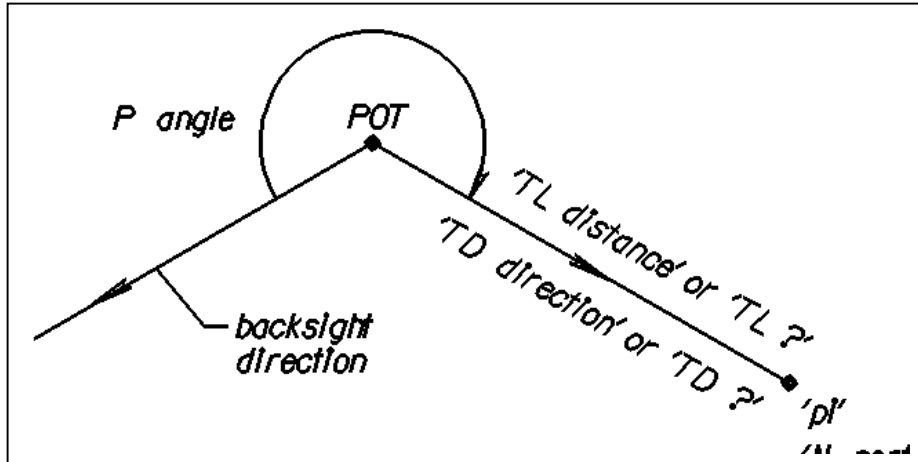 P angle
POT
'TL distance' or 'TL ?'
'TD direction' or 'TD ?'
backsight
direction
'pi'